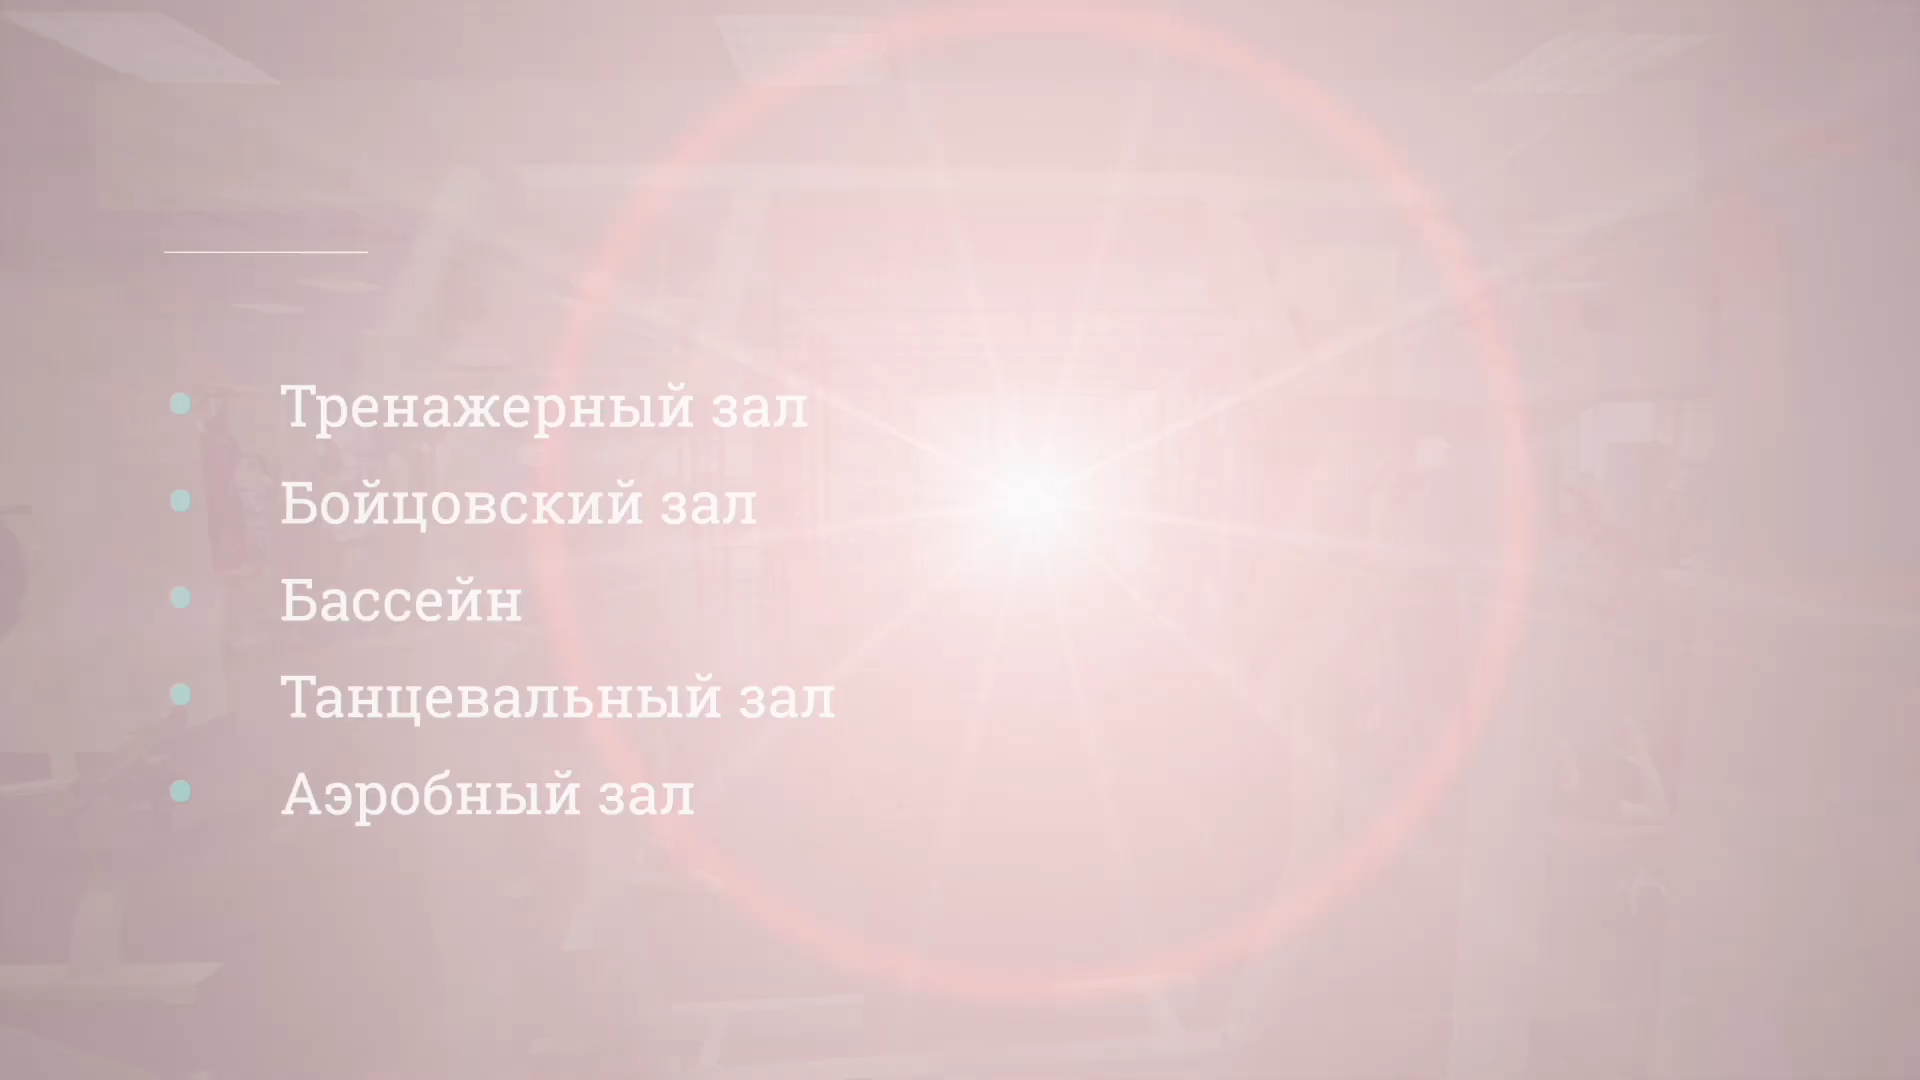 Тренажерный зал
Бойцовский зал
Бассейн
Танцевальный зал
Аэробный зал